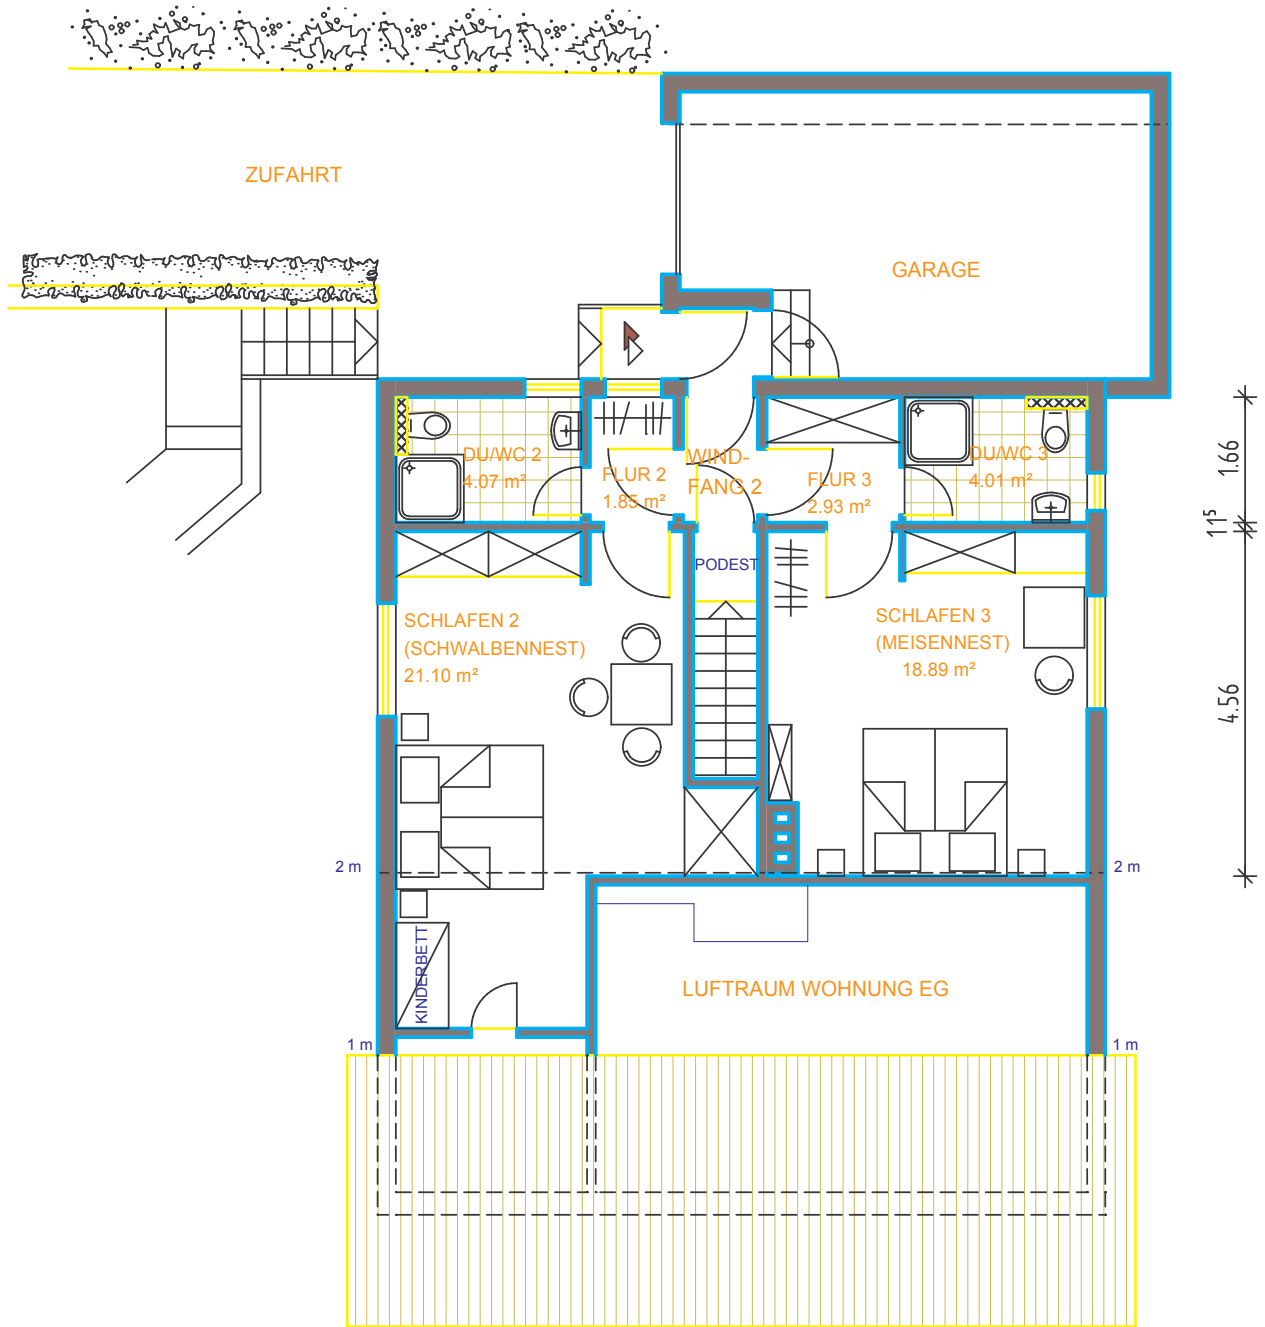 ZUFAHRT
GARAGE
DU/WC 2
4.07 m²
FLUR 2
1.85 m²
WIND-
FANG 2
FLUR 3
2.93 m²
DU/WC 3
4.01 m²
1.66
11⁵
PODEST
SCHLAFEN 2
(SCHWALBENNEST)
21.10 m²
SCHLAFEN 3
(MEISENNEST)
18.89 m²
4.56
2 m
2 m
KINDERBETT
LUFTRAUM WOHNUNG EG
1 m
1 m